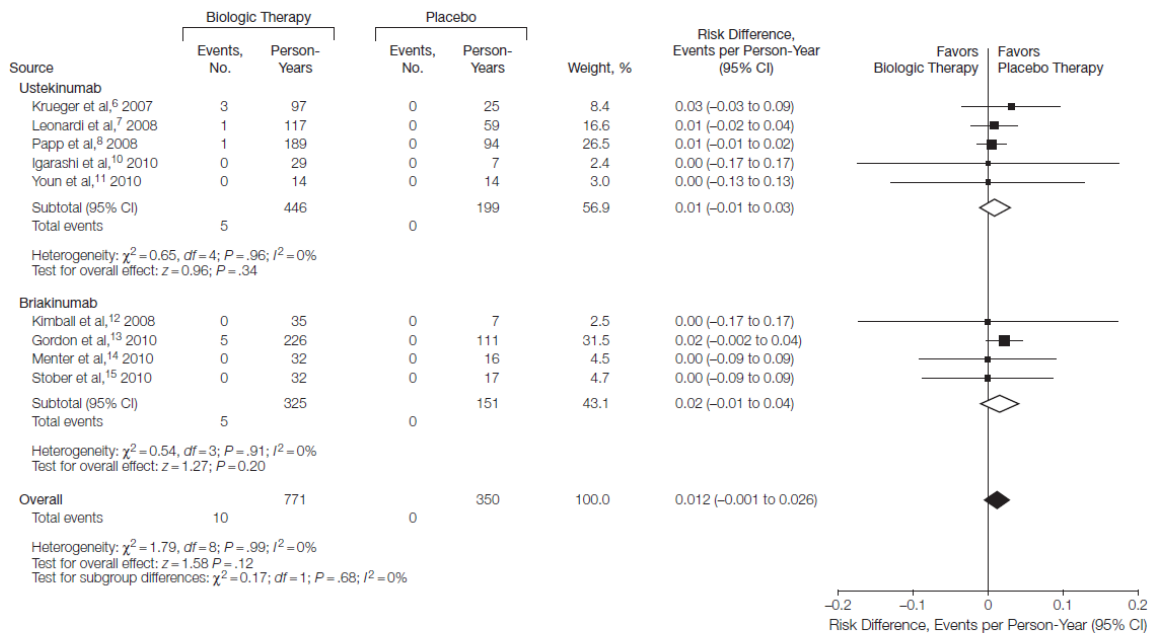 Biologic Therapy Placebo
Risk Difference,
Events, Person- Events, Person- Events per Person-Year Favors Favors
Source No. Years No. Years Weight, % (95% CI) Biologic Therapy Placebo Therapy
Ustekinumab
Krueger et al,6 2007 3 97 0 25 8.4 0.03 (–0.03 to 0.09)
Leonardi et al,7 2008 1 117 0 59 16.6 0.01 (–0.02 to 0.04)
Papp et al,8 2008 1 189 0 94 26.5 0.01 (–0.01 to 0.02)
Igarashi et al,10 2010 0 29 0 7 2.4 0.00 (–0.17 to 0.17)
Youn et al,11 2010 0 14 0 14 3.0 0.00 (–0.13 to 0.13)
Subtotal (95% CI) 446 199 56.9 0.01 (–0.01 to 0.03)
Total events 5 0
Heterogeneity: χ2 = 0.65, df = 4; P = .96; I2 = 0%
Test for overall effect: z = 0.96; P = .34
Briakinumab
Kimball et al,12 2008 0 35 0 7 2.5 0.00 (–0.17 to 0.17)
Gordon et al,13 2010 5 226 0 111 31.5 0.02 (–0.002 to 0.04)
Menter et al,14 2010 0 32 0 16 4.5 0.00 (–0.09 to 0.09)
Stober et al,15 2010 0 32 0 17 4.7 0.00 (–0.09 to 0.09)
Subtotal (95% CI) 325 151 43.1 0.02 (–0.01 to 0.04)
Total events 5 0
Heterogeneity: χ2 = 0.54, df = 3; P = .91; I2 = 0%
Test for overall effect: z = 1.27; P = 0.20
Overall 771 350 100.0 0.012 (–0.001 to 0.026)
Total events 10 0
Heterogeneity: χ2 = 1.79, df = 8; P = .99; I2 = 0%
Test for overall effect: z = 1.58 P = .12
Test for subgroup differences: χ2 = 0.17; df = 1; P = .68; I2 = 0%
–0.2 –0.1 0 0.1 0.2
Risk Difference, Events per Person-Year (95% CI)